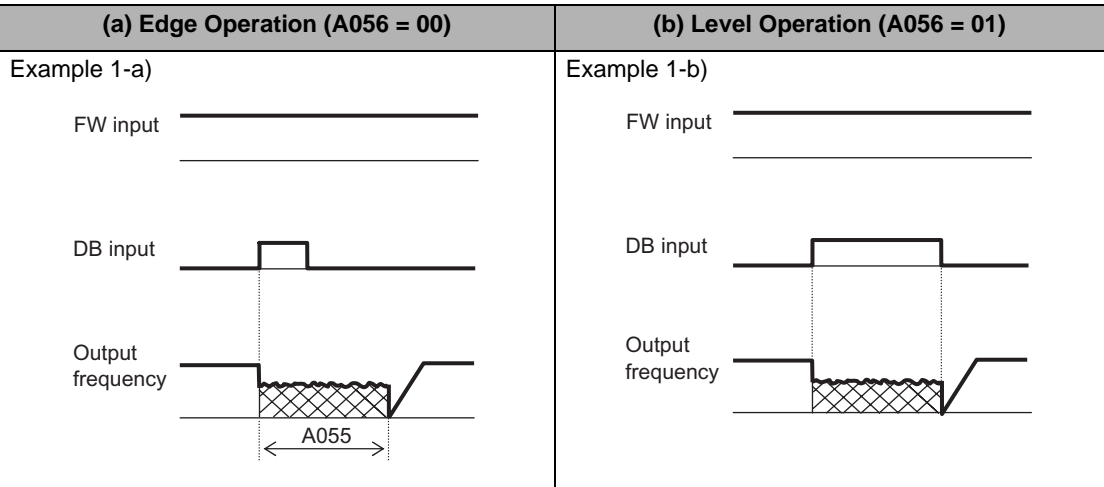 (a) Edge Operation (A056 = 00)
(b) Level Operation (A056 = 01)
Example 1-a)
FW input
DB input
Output
frequency
A055
Example 1-b)
FW input
DB input
Output
frequency